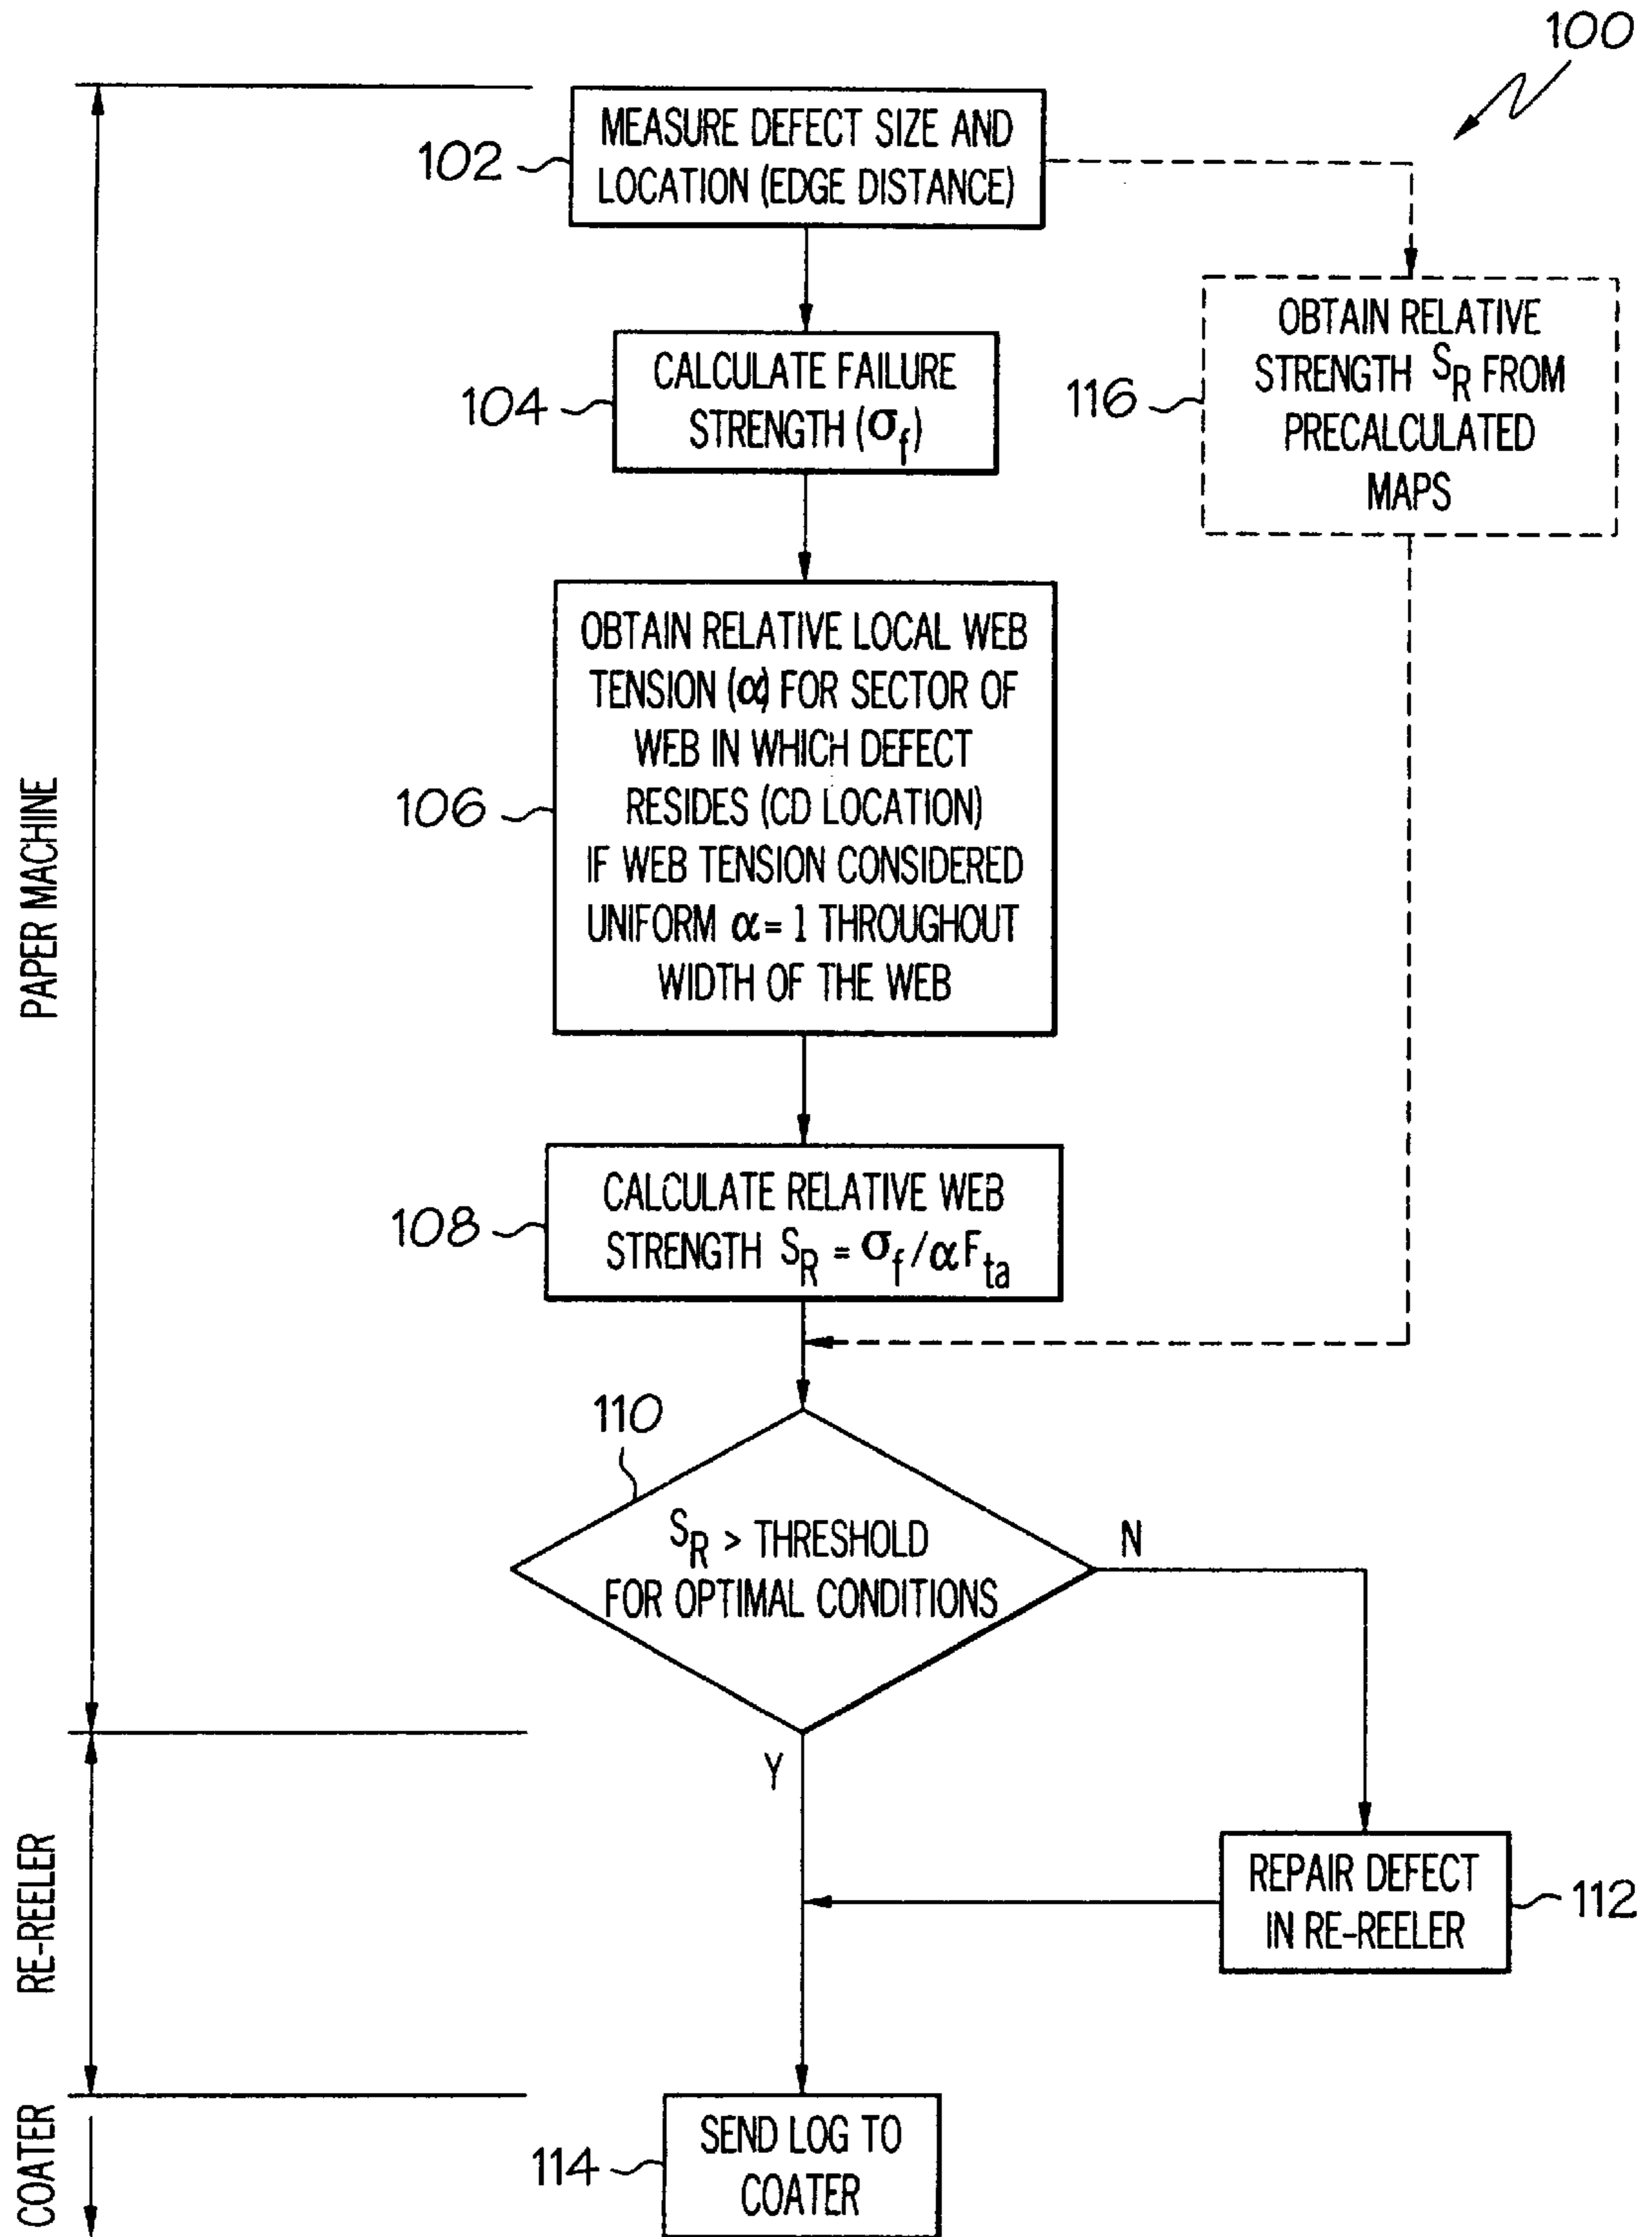 100
MEASURE DEFECT SIZE AND
LOCATION (EDGE DISTANCE)
102
CALCULATE FAILURE
STRENGTH (σf)
104
OBTAIN RELATIVE
STRENGTH SR FROM
PRECALCULATED
MAPS
116
OBTAIN RELATIVE LOCAL WEB
TENSION (α) FOR SECTOR OF
WEB IN WHICH DEFECT
RESIDES (CD LOCATION)
IF WEB TENSION CONSIDERED
UNIFORM α = 1 THROUGHOUT
WIDTH OF THE WEB
106
PAPER MACHINE
CALCULATE RELATIVE WEB
STRENGTH SR = σf / αFta
108
110
SR > THRESHOLD
FOR OPTIMAL CONDITIONS
N
Y
REPAIR DEFECT
IN RE-REELER
112
RE-REELER
SEND LOG TO
COATER
114
COATER